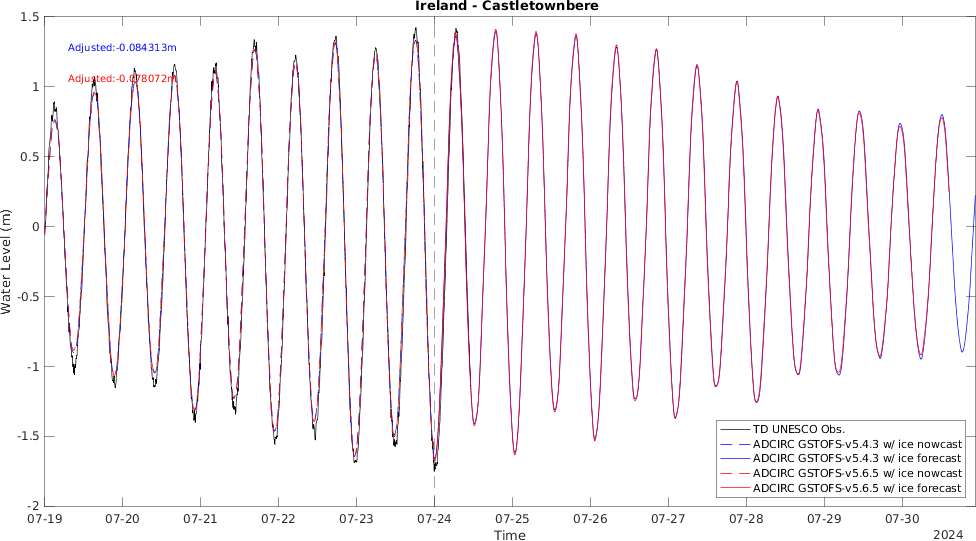 Ireland - Castletownbere
Adjusted:-0.084313m
Adjusted:-0.078072m
1.5
1
0.5
0
-0.5
-1
-1.5
-2
Water Level (m)
TD UNESCO Obs.
ADCIRC GSTOFS-v5.4.3 w/ ice nowcast
ADCIRC GSTOFS-v5.4.3 w/ ice forecast
ADCIRC GSTOFS-v5.6.5 w/ ice nowcast
ADCIRC GSTOFS-v5.6.5 w/ ice forecast
07-19 07-20 07-21 07-22 07-23 07-24 07-25 07-26 07-27 07-28 07-29 07-30
Time
2024